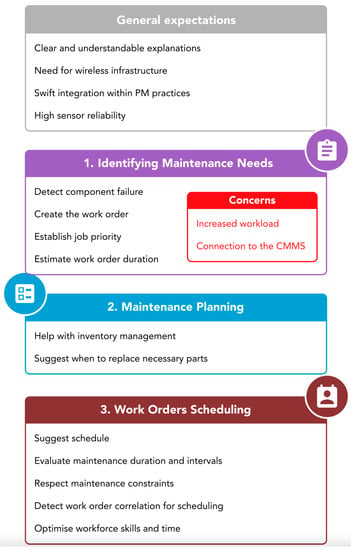 General expectations
Clear and understandable explanations
Need for wireless infrastructure
Swift integration within PM practices
High sensor reliability
1. Identifying Maintenance Needs
Detect component failure
Create the work order
Establish job priority
Estimate work order duration
Concerns
Increased workload
Connection to the CMMS
2. Maintenance Planning
Help with inventory management
Suggest when to replace necessary parts
3. Work Orders Scheduling
Suggest schedule
Evaluate maintenance duration and intervals
Respect maintenance constraints
Detect work order correlation for scheduling
Optimise workforce skills and time